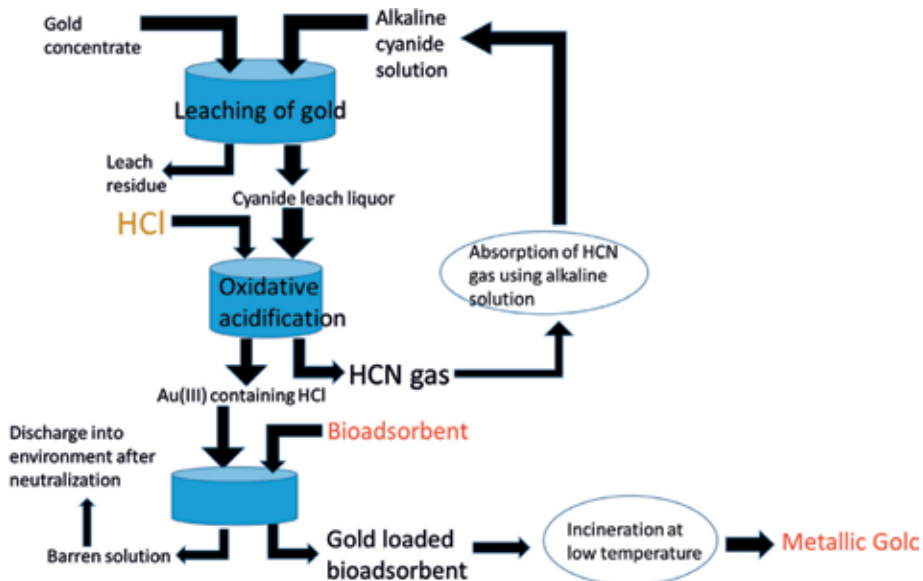 Gold
concentrate
Alkaline
cyanide
solution
Leaching of gold
Leach
residue
Cyanide leach liquor
HCl
Absorption of HCN
gas using alkaline
solution
Oxidative
acidification
HCN gas
Au(III) containing HCl
Bioadsorbent
Discharge into
environment after
neutralization
Barren solution
Gold loaded
bioadsorbent
Incineration at
low temperature
Metallic Golc